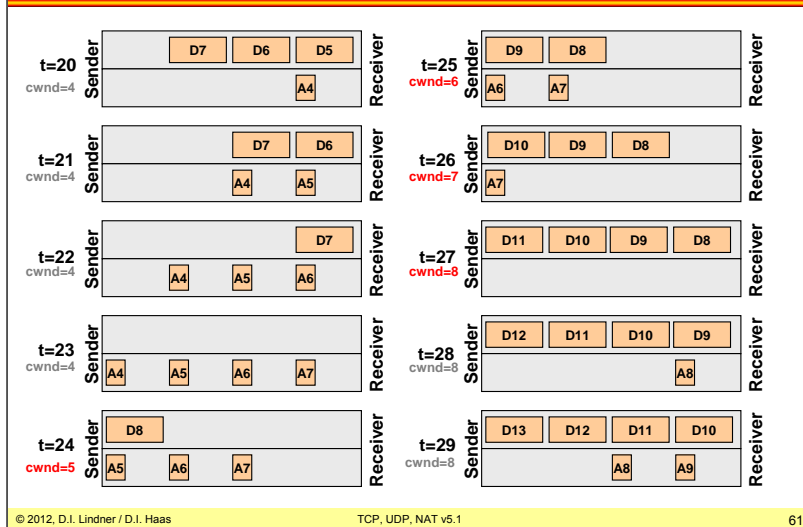 t=20
cwnd=4
Sender
D7 D6 D5
A4
Receiver
t=21
cwnd=4
Sender
D7 D6
A4 A5
Receiver
t=22
cwnd=4
Sender
D7
A4 A5 A6
Receiver
t=23
cwnd=4
Sender
A4 A5 A6 A7
Receiver
t=24
cwnd=5
Sender
D8
A5 A6 A7
Receiver
t=25
cwnd=6
Sender
D9 D8
A6 A7
Receiver
t=26
cwnd=7
Sender
D10 D9 D8
A7
Receiver
t=27
cwnd=8
Sender
D11 D10 D9 D8
Receiver
t=28
cwnd=8
Sender
D12 D11 D10 D9
A8
Receiver
t=29
cwnd=8
Sender
D13 D12 D11 D10
A8 A9
Receiver
© 2012, D.I. Lindner / D.I. Haas TCP, UDP, NAT v5.1 61